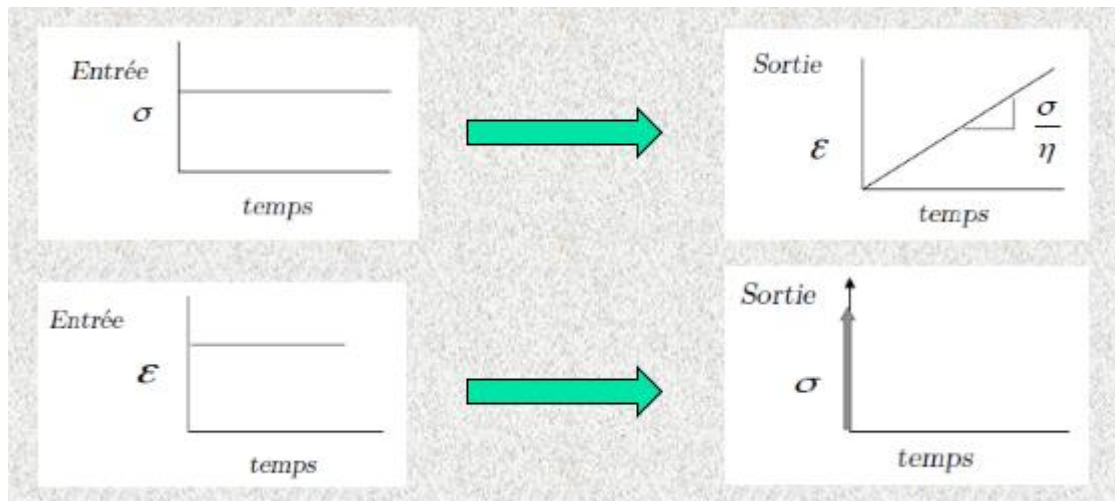 Entrée
σ
temps
Sortie
ε
σ
η
temps
Entrée
ε
temps
Sortie
σ
temps